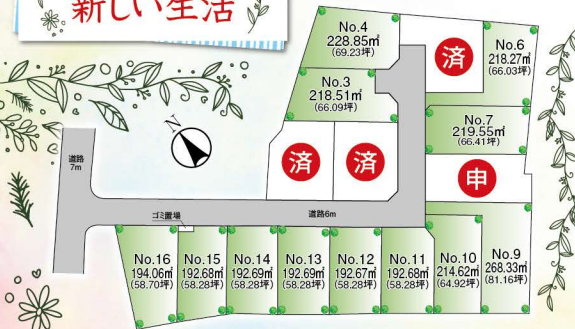 新しい生活
No.4
228.85㎡
(69.23坪)
済
No.6
218.27㎡
(66.03坪)
No.3
218.51㎡
(66.09坪)
No.7
219.55㎡
(66.41坪)
N
道路
7m
済
済
申
ゴミ置場
道路6m
No.16
194.06㎡
(58.70坪)
No.15
192.68㎡
(58.28坪)
No.14
192.69㎡
(58.28坪)
No.13
192.69㎡
(58.28坪)
No.12
192.67㎡
(58.28坪)
No.11
192.68㎡
(58.28坪)
No.10
214.62㎡
(64.92坪)
No.9
268.33㎡
(81.16坪)